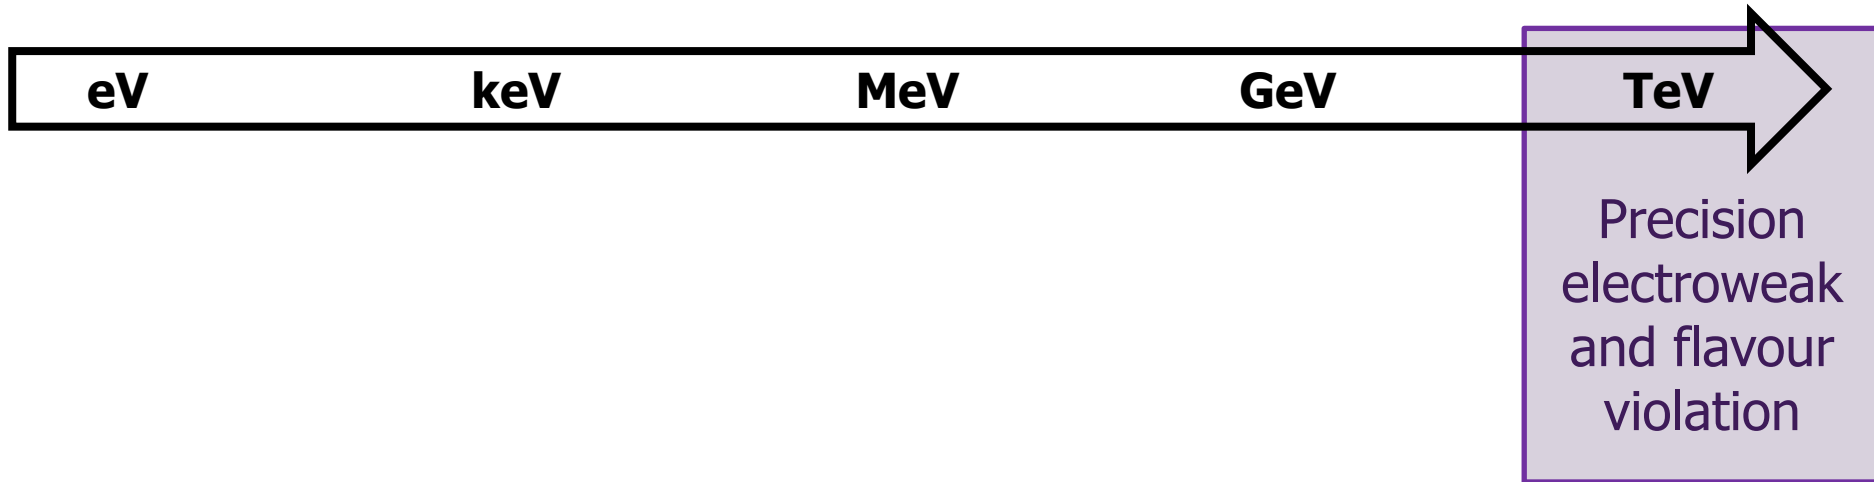 eV keV MeV GeV TeV
Precision
electroweak
and flavour
violation